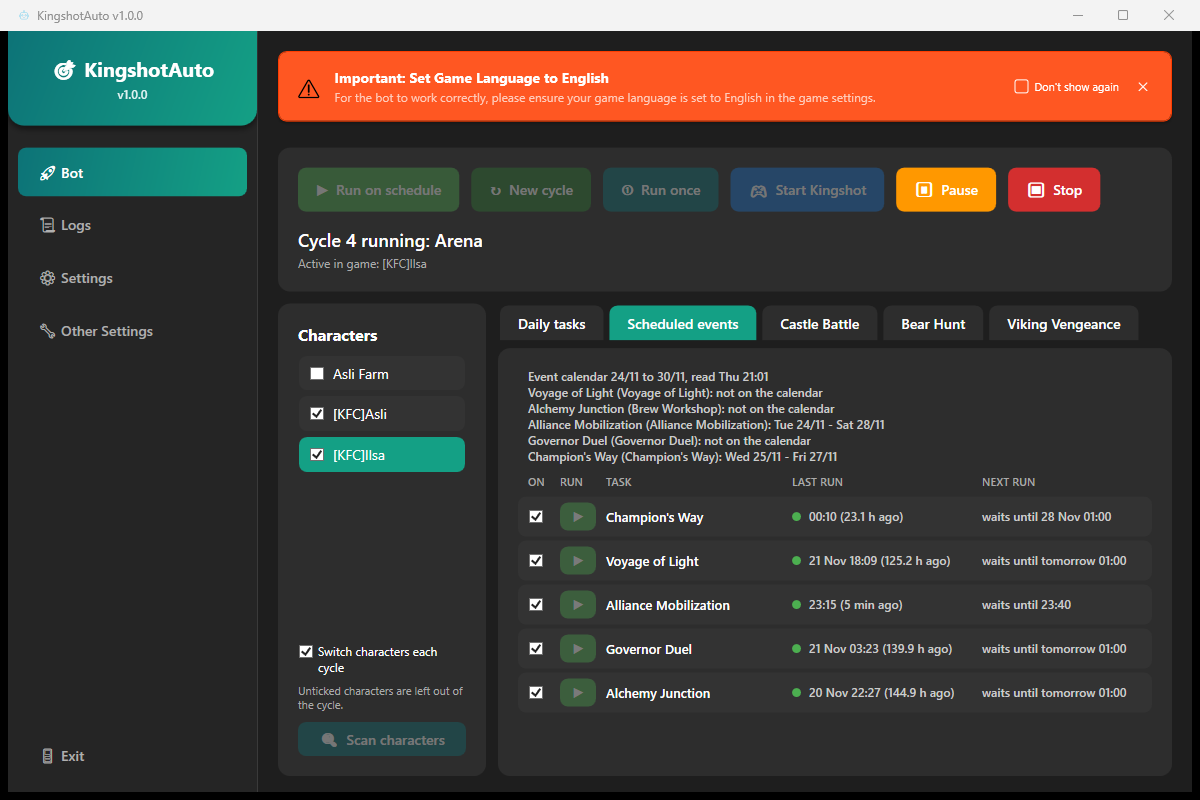 KingshotAuto v1.0.0
KingshotAuto
v1.0.0
Important: Set Game Language to English
For the bot to work correctly, please ensure your game language is set to English in the game settings.
Don't show again
Bot
Logs
Settings
Other Settings
Exit
Run on schedule
New cycle
Run once
Start Kingshot
Pause
Stop
Cycle 4 running: Arena
Active in game: [KFC]Ilsa
Characters
Asli Farm
[KFC]Asli
[KFC]Ilsa
Switch characters each
cycle
Unticked characters are left out of
the cycle.
Scan characters
Daily tasks
Scheduled events
Castle Battle
Bear Hunt
Viking Vengeance
Event calendar 24/11 to 30/11, read Thu 21:01
Voyage of Light (Voyage of Light): not on the calendar
Alchemy Junction (Brew Workshop): not on the calendar
Alliance Mobilization (Alliance Mobilization): Tue 24/11 - Sat 28/11
Governor Duel (Governor Duel): not on the calendar
Champion's Way (Champion's Way): Wed 25/11 - Fri 27/11
ON RUN TASK LAST RUN NEXT RUN
Champion's Way 00:10 (23.1 h ago) waits until 28 Nov 01:00
Voyage of Light 21 Nov 18:09 (125.2 h ago) waits until tomorrow 01:00
Alliance Mobilization 23:15 (5 min ago) waits until 23:40
Governor Duel 21 Nov 03:23 (139.9 h ago) waits until tomorrow 01:00
Alchemy Junction 20 Nov 22:27 (144.9 h ago) waits until tomorrow 01:00